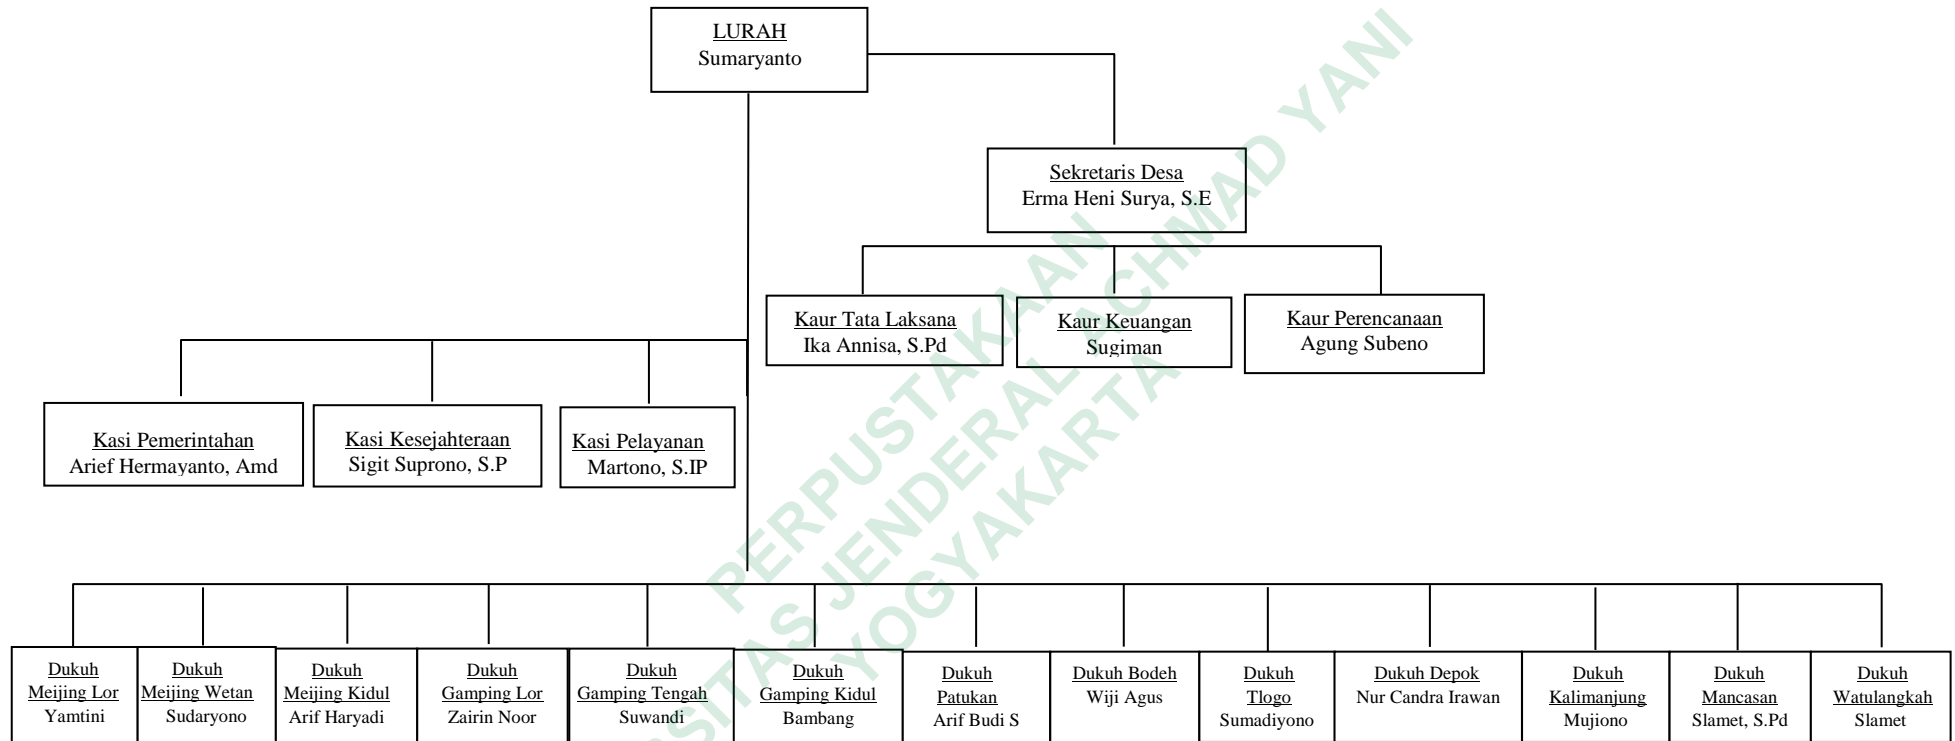 LURAH
Sumaryanto
Sekretaris Desa
Erma Heni Surya, S.E
Kaur Tata Laksana
Ika Annisa, S.Pd
Kaur Keuangan
Sugiman
Kaur Perencanaan
Agung Subeno
Kasi Pemerintahan
Arief Hermayanto, Amd
Kasi Kesejahteraan
Sigit Suprono, S.P
Kasi Pelayanan
Martono, S.IP
Dukuh
Meijing Lor
Yamtini
Dukuh
Meijing Wetan
Sudaryono
Dukuh
Meijing Kidul
Arif Haryadi
Dukuh
Gamping Lor
Zairin Noor
Dukuh
Gamping Tengah
Suwandi
Dukuh
Gamping Kidul
Bambang
Dukuh
Patukan
Arif Budi S
Dukuh Bodeh
Wiji Agus
Dukuh
Tlogo
Sumadiyono
Dukuh Depok
Nur Candra Irawan
Dukuh
Kalimanjung
Mujiono
Dukuh
Mancasan
Slamet, S.Pd
Dukuh
Watulangkah
Slamet
PERPUSTAKAAN
SITAS JENDERAL ACHMAD YANI
YOGYAKARTA